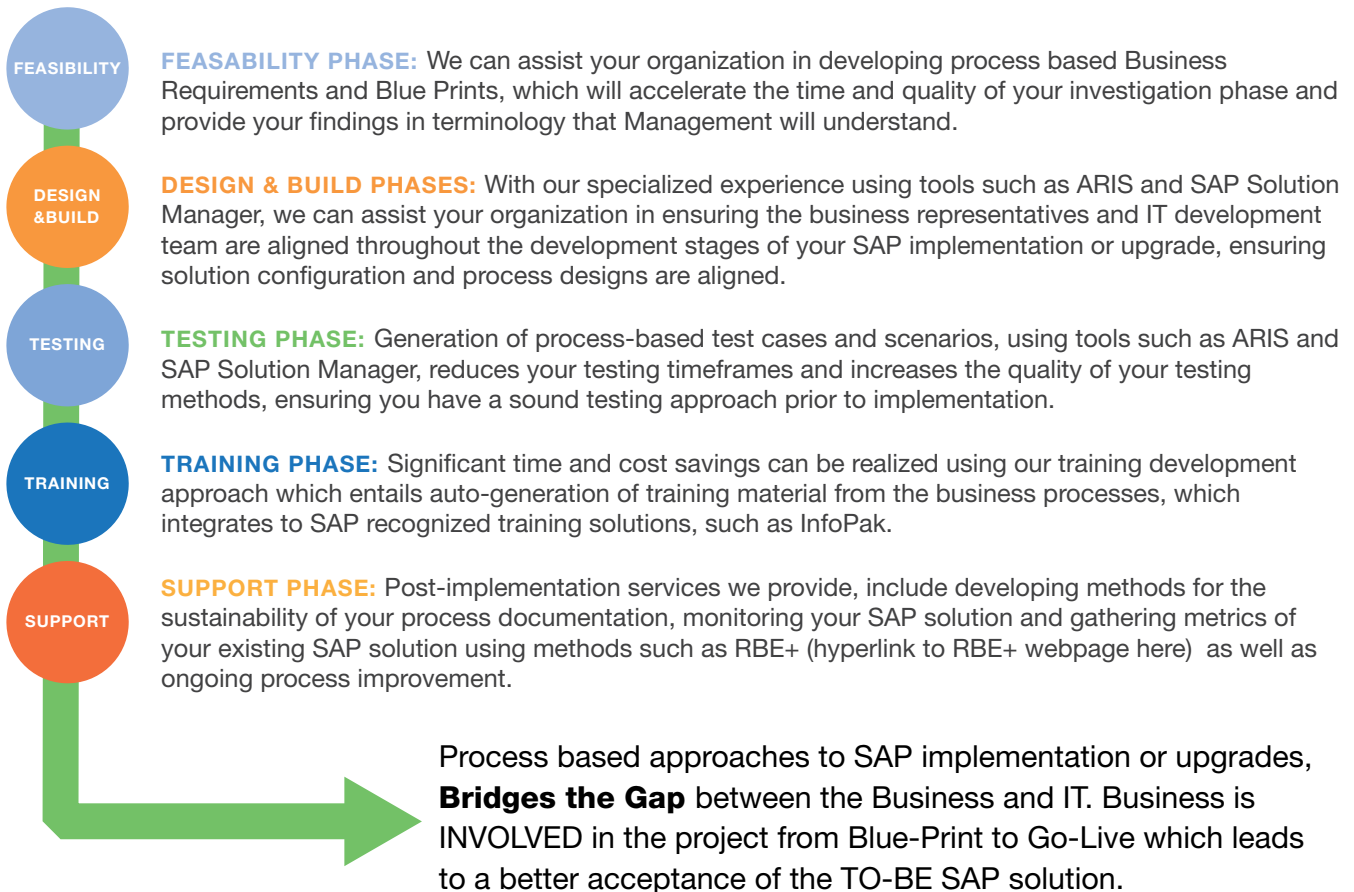 FEASIBILITY
FEASABILITY PHASE: We can assist your organization in developing process based Business
Requirements and Blue Prints, which will accelerate the time and quality of your investigation phase and
provide your findings in terminology that Management will understand.
DESIGN
&BUILD
DESIGN & BUILD PHASES: With our specialized experience using tools such as ARIS and SAP Solution
Manager, we can assist your organization in ensuring the business representatives and IT development
team are aligned throughout the development stages of your SAP implementation or upgrade, ensuring
solution configuration and process designs are aligned.
TESTING
TESTING PHASE: Generation of process-based test cases and scenarios, using tools such as ARIS and
SAP Solution Manager, reduces your testing timeframes and increases the quality of your testing
methods, ensuring you have a sound testing approach prior to implementation.
TRAINING
TRAINING PHASE: Significant time and cost savings can be realized using our training development
approach which entails auto-generation of training material from the business processes, which
integrates to SAP recognized training solutions, such as InfoPak.
SUPPORT
SUPPORT PHASE: Post-implementation services we provide, include developing methods for the
sustainability of your process documentation, monitoring your SAP solution and gathering metrics of
your existing SAP solution using methods such as RBE+ (hyperlink to RBE+ webpage here) as well as
ongoing process improvement.
Process based approaches to SAP implementation or upgrades,
Bridges the Gap between the Business and IT. Business is
INVOLVED in the project from Blue-Print to Go-Live which leads
to a better acceptance of the TO-BE SAP solution.